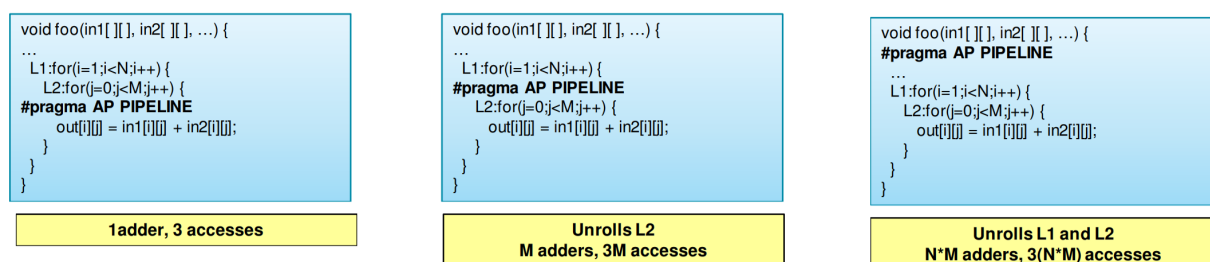 void foo(in1[ ][ ], in2[ ][ ], …) {
…
L1:for(i=1;i<N;i++) {
L2:for(j=0;j<M;j++) {
#pragma AP PIPELINE
out[i][j] = in1[i][j] + in2[i][j];
}
}
}
1adder, 3 accesses
void foo(in1[ ][ ], in2[ ][ ], …) {
…
L1:for(i=1;i<N;i++) {
#pragma AP PIPELINE
L2:for(j=0;j<M;j++) {
out[i][j] = in1[i][j] + in2[i][j];
}
}
}
Unrolls L2
M adders, 3M accesses
void foo(in1[ ][ ], in2[ ][ ], …) {
#pragma AP PIPELINE
…
L1:for(i=1;i<N;i++) {
L2:for(j=0;j<M;j++) {
out[i][j] = in1[i][j] + in2[i][j];
}
}
}
Unrolls L1 and L2
N*M adders, 3(N*M) accesses